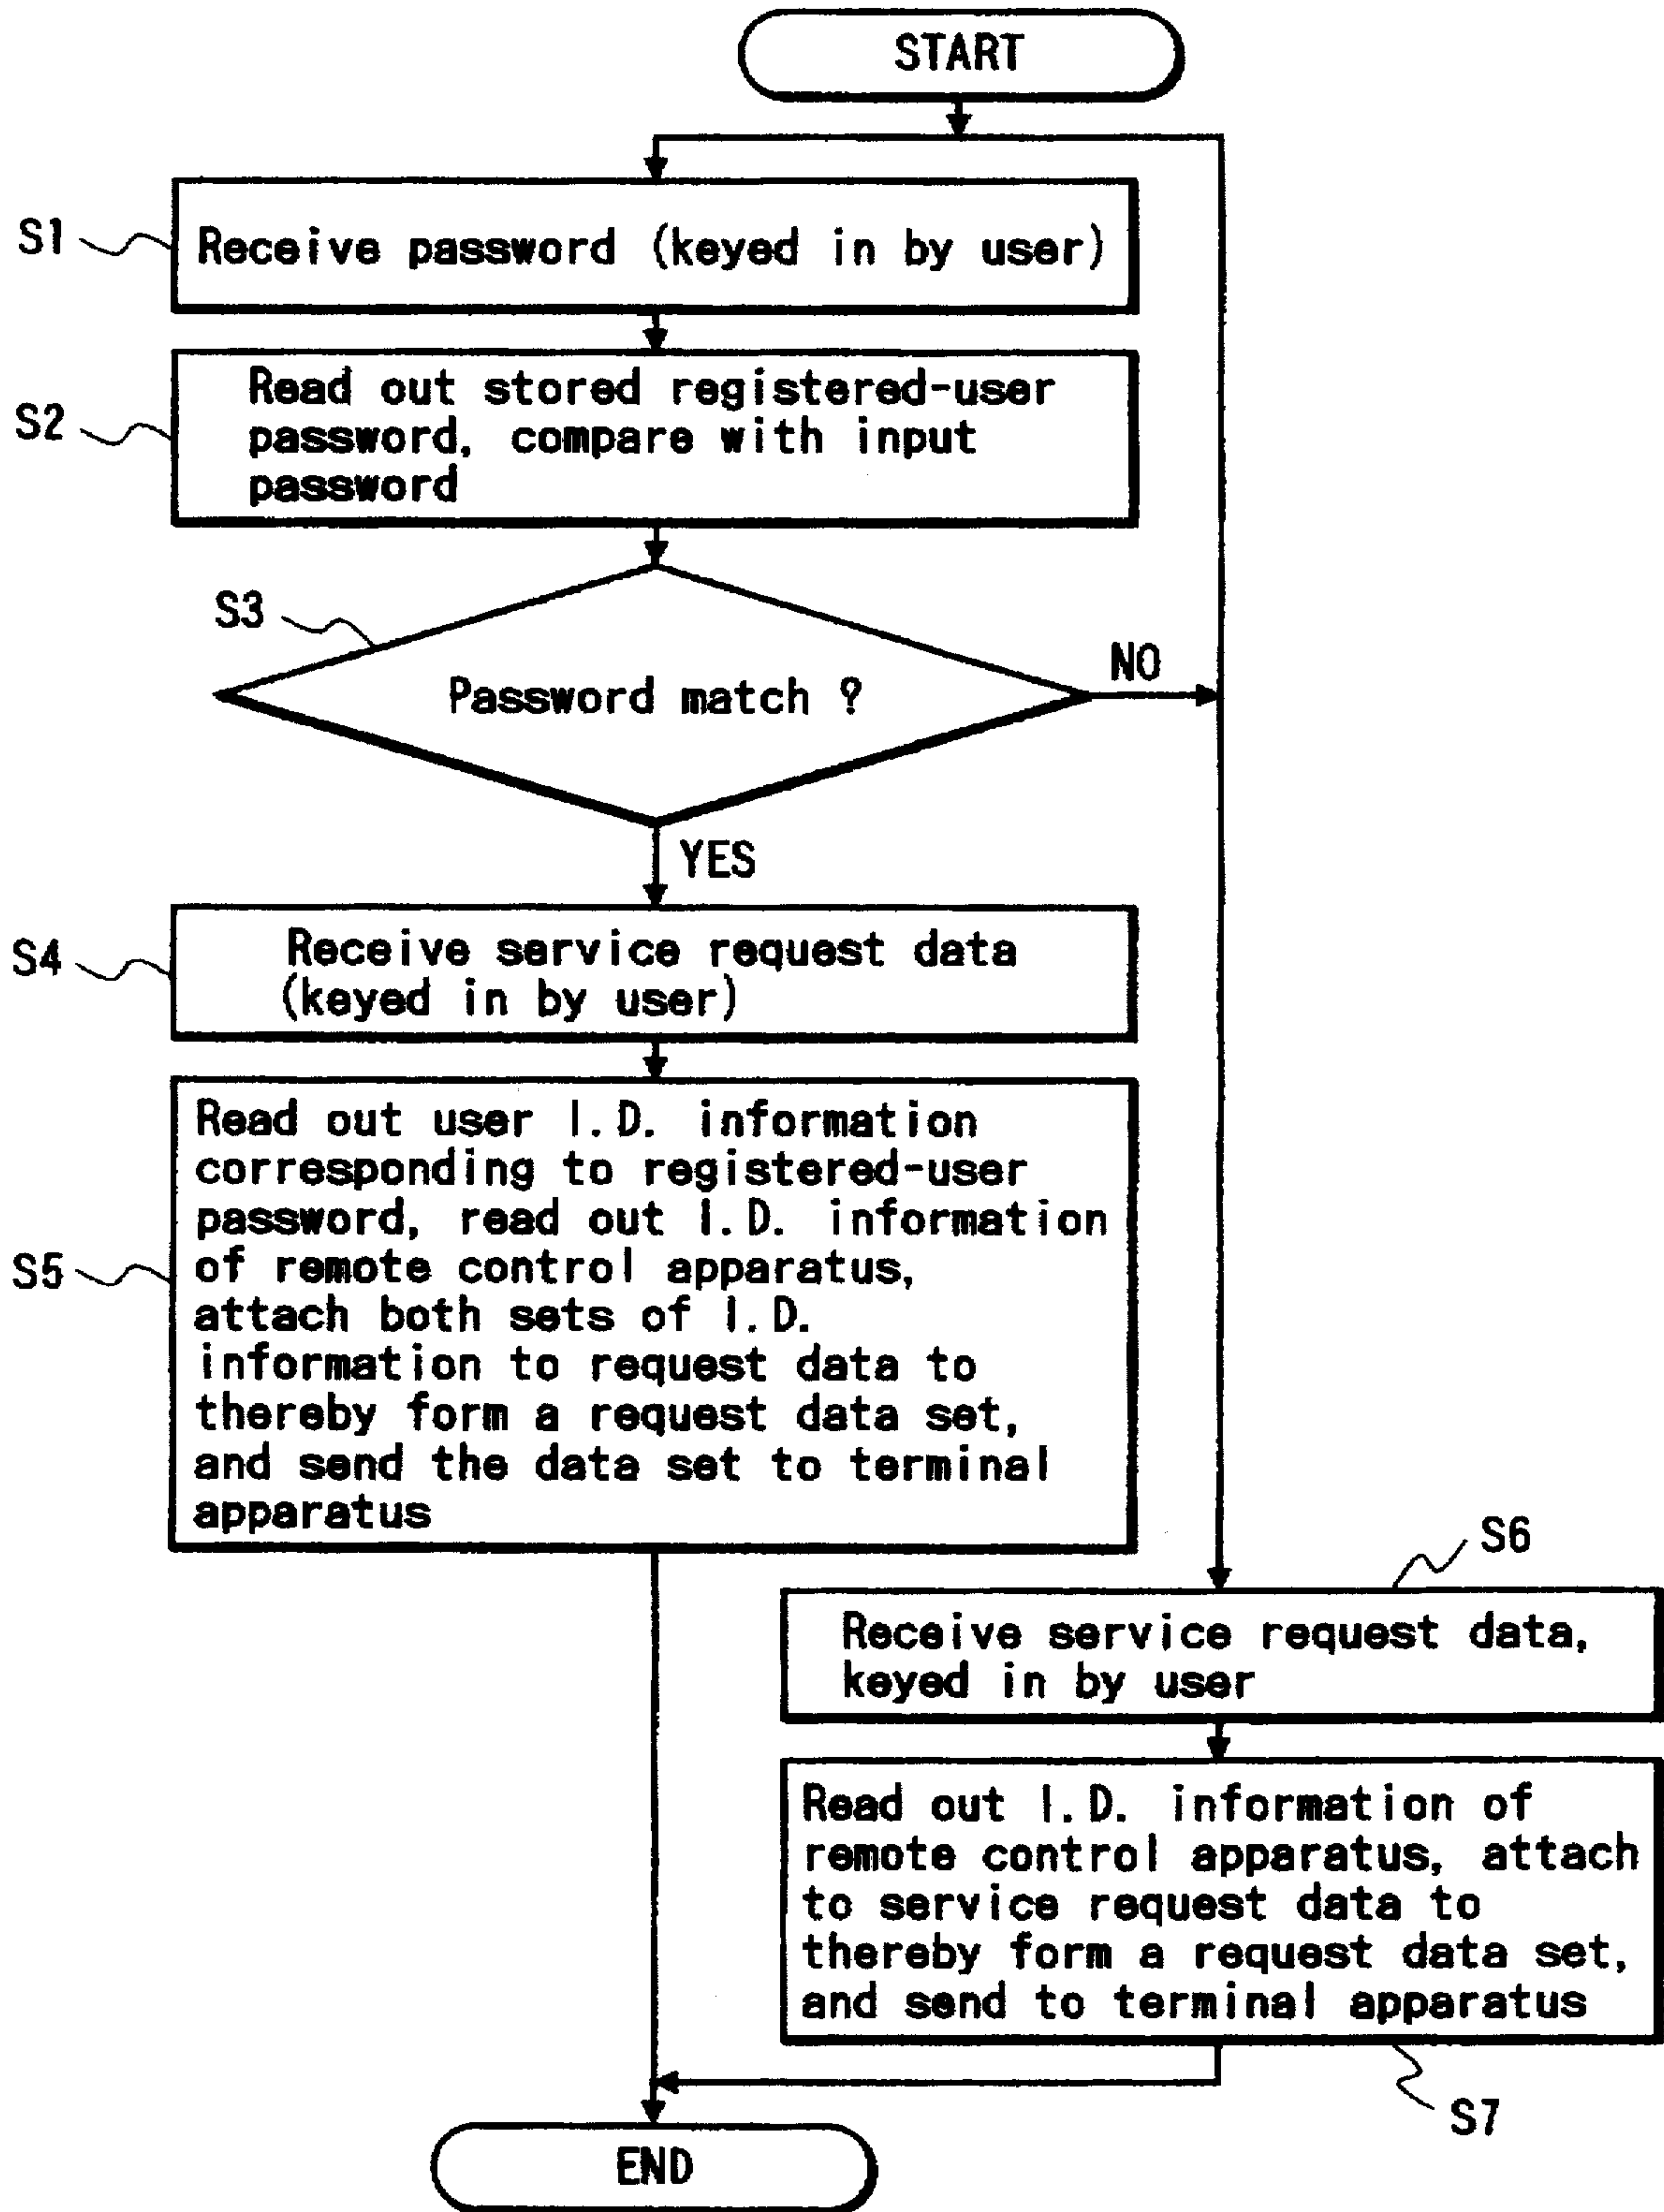 START
S1
Receive password (keyed in by user)
S2
Read out stored registered-user
password, compare with input
password
S3
Password match ?
NO
YES
S4
Receive service request data
(keyed in by user)
S5
Read out user I.D. information
corresponding to registered-user
password, read out I.D. information
of remote control apparatus,
attach both sets of I.D.
information to request data to
thereby form a request data set,
and send the data set to terminal
apparatus
S6
Receive service request data,
keyed in by user
Read out I.D. information of
remote control apparatus, attach
to service request data to
thereby form a request data set,
and send to terminal apparatus
S7
END